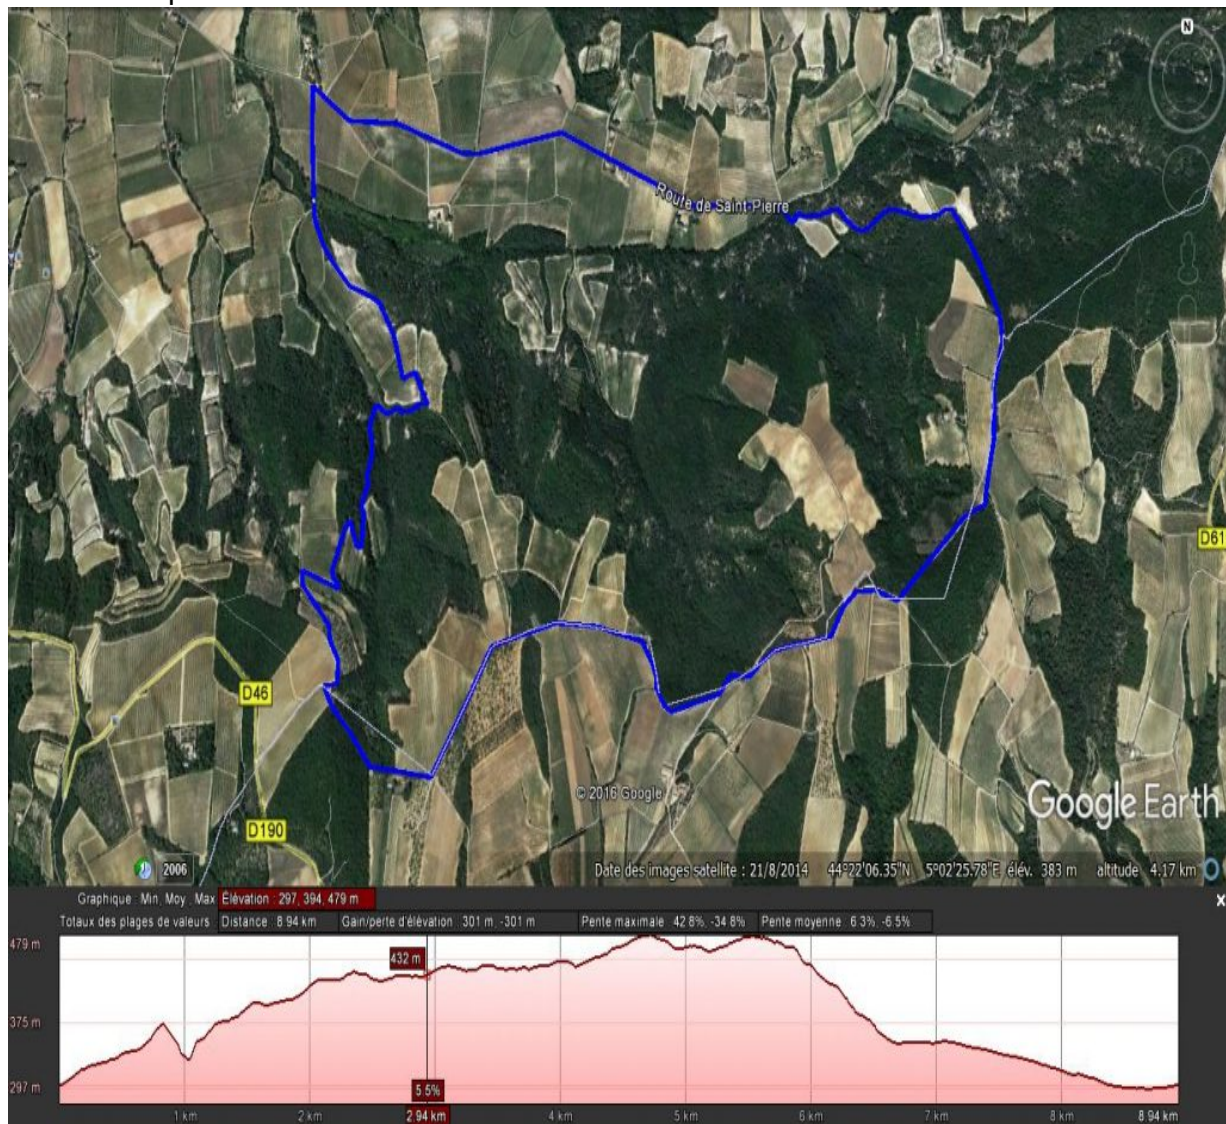 N
Route de Saint-Pierre
D61
D46
D190
© 2016 Google
Google Earth
2006
Date des images satellite : 21/8/2014 44°22'06.35"N 5°02'25.78"E élév. 383 m altitude 4.17 km
Graphique : Min, Moy, Max Élévation : 297, 394, 479 m
Totaux des plages de valeurs Distance : 8.94 km Gain/perte d'élévation : 301 m, -301 m Pente maximale : 42.8%, -34.8% Pente moyenne : 6.3%, -6.5%
479 m
432 m
375 m
297 m
5.5%
1 km 2 km 2.94 km 4 km 5 km 6 km 7 km 8 km 8.94 km